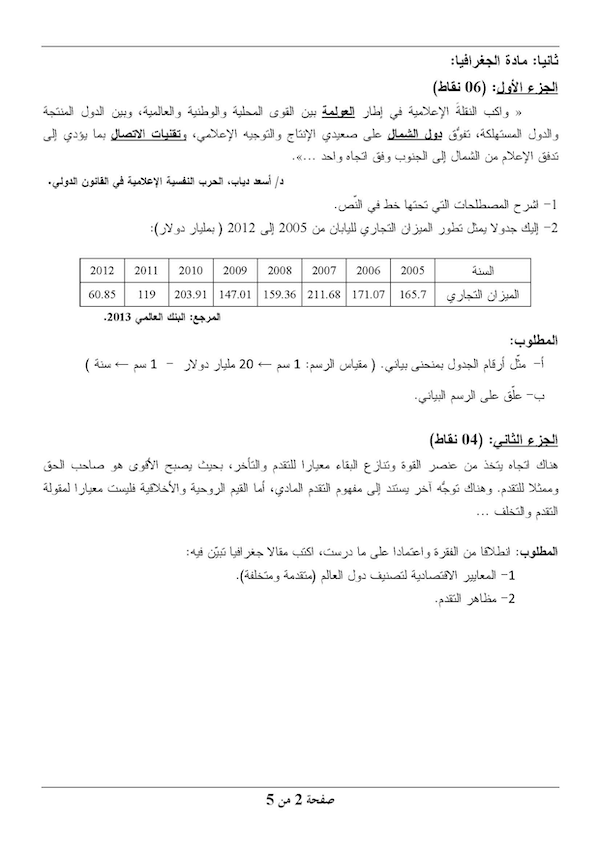 ثانيا: مادة الجغرافيا:
الجزء الأول: (06 نقاط)
« واكب النقلةَ الإعلامية في إطار العولمة بين القوى المحلية والوطنية والعالمية، وبين الدول المنتجة
والدول المستهلكة، تفوُّق دول الشمال على صعيدي الإنتاج والتوجيه الإعلامي، وتقنيات الاتصال بما يؤدي إلى
تدفق الإعلام من الشمال إلى الجنوب وفق اتجاه واحد ...».
د/ أسعد دياب، الحرب النفسية الإعلامية في القانون الدولي.
1- اشرح المصطلحات التي تحتها خط في النّص.
2- إليك جدولا يمثل تطور الميزان التجاري لليابان من 2005 إلى 2012 ( بمليار دولار):
السنة 2005 2006 2007 2008 2009 2010 2011 2012
الميزان التجاري 165.7 171.07 211.68 159.36 147.01 203.91 119 60.85
المرجع: البنك العالمي 2013.
المطلوب:
أ- مثّل أرقام الجدول بمنحنى بياني. ( مقياس الرسم: 1 سم ← 20 مليار دولار - 1 سم ← سنة )
ب- علّق على الرسم البياني.
الجزء الثاني: (04 نقاط)
هناك اتجاه يتخذ من عنصر القوة وتنازع البقاء معيارا للتقدم والتأخر، بحيث يصبح الأقوى هو صاحب الحق
وممثلا للتقدم. وهناك توجّه آخر يستند إلى مفهوم التقدم المادي، أما القيم الروحية والأخلاقية فليست معيارا لمقولة
التقدم والتخلف ...
المطلوب: انطلاقا من الفقرة واعتمادا على ما درست، اكتب مقالا جغرافيا تبيّن فيه:
1- المعايير الاقتصادية لتصنيف دول العالم (متقدمة ومتخلفة).
2- مظاهر التقدم.
صفحة 2 من 5